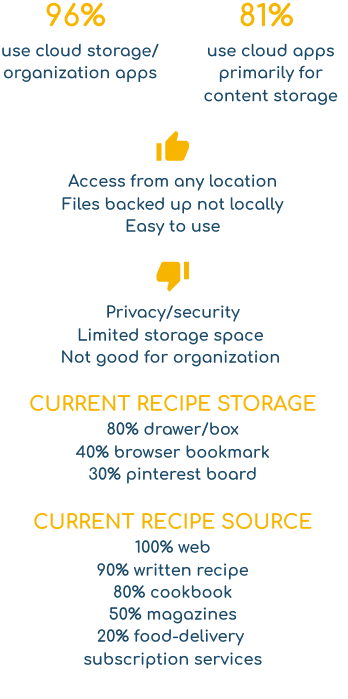 96%
use cloud storage/
organization apps
81%
use cloud apps
primarily for
content storage
Access from any location
Files backed up not locally
Easy to use
Privacy/security
Limited storage space
Not good for organization
CURRENT RECIPE STORAGE
80% drawer/box
40% browser bookmark
30% pinterest board
CURRENT RECIPE SOURCE
100% web
90% written recipe
80% cookbook
50% magazines
20% food-delivery
subscription services